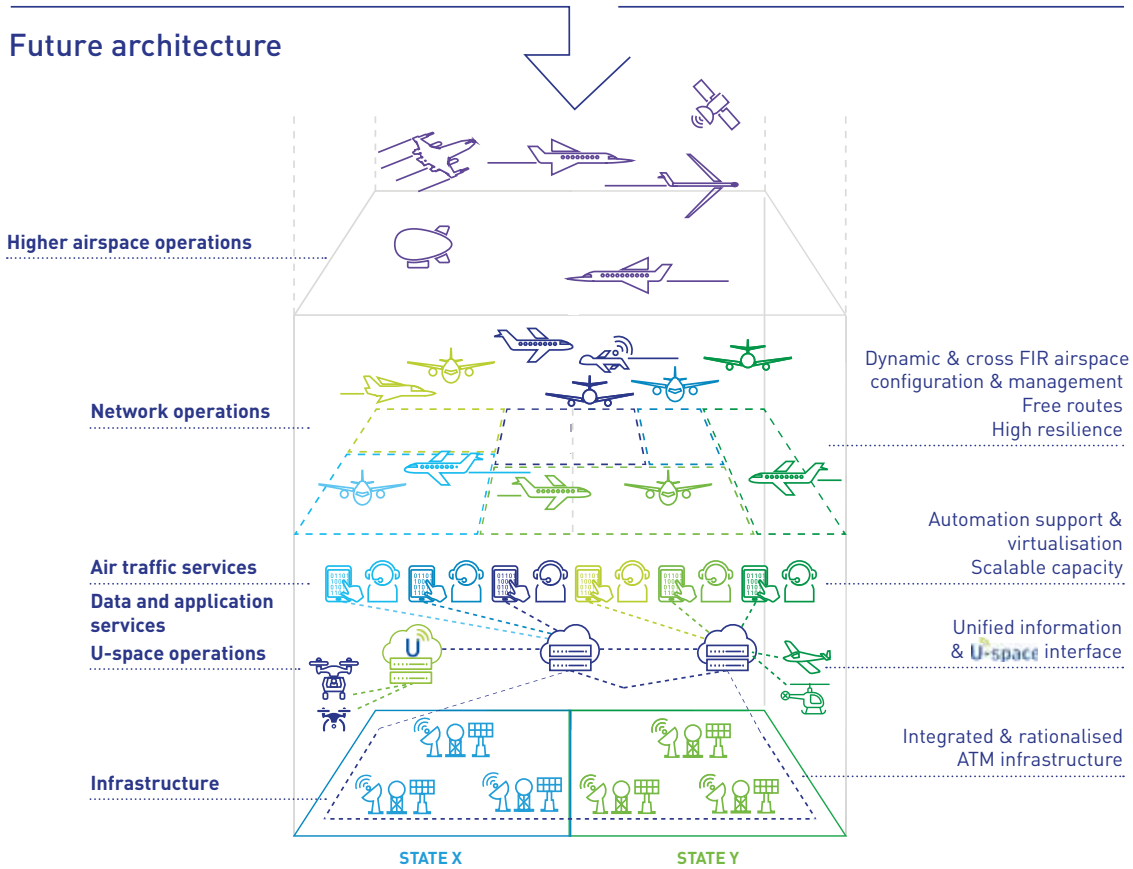 Future architecture
Higher airspace operations
Network operations
Dynamic & cross FIR airspace
configuration & management
Free routes
High resilience
Air traffic services
Automation support &
virtualisation
Scalable capacity
Data and application
services
U-space operations
U
Unified information
& U-space interface
Infrastructure
Integrated & rationalised
ATM infrastructure
STATE X
STATE Y